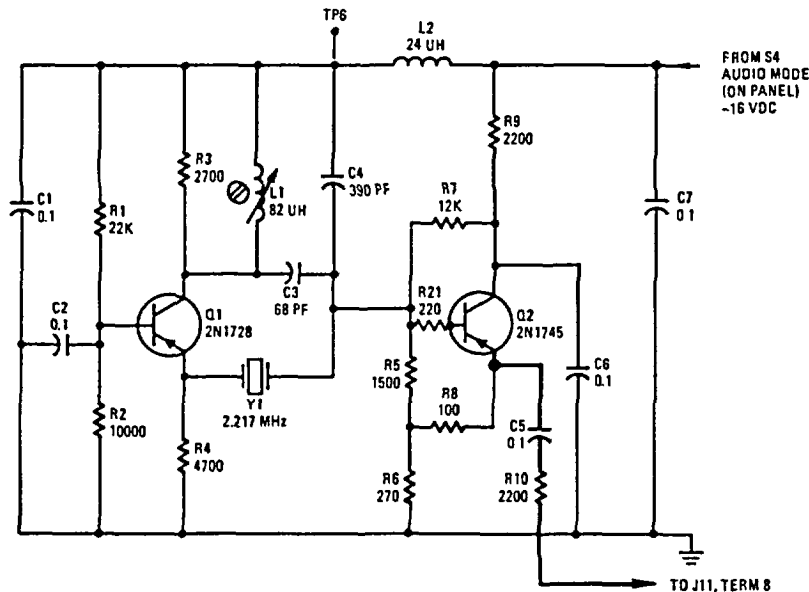 TP6
L2
24 UH
FROM S4
AUDIO MODE
(ON PANEL)
-16 VDC
R9
2200
R3
2700
C4
390 PF
R7
12K
L1
82 UH
C1
0.1
R1
22K
C7
0.1
C3
68 PF
R21
220
Q1
2N1728
Q2
2N1745
C2
0.1
R5
1500
C6
0.1
R8
100
Y1
2.217 MHz
R2
10000
R4
4700
C5
0.1
R6
270
R10
2200
TO J11, TERM 8